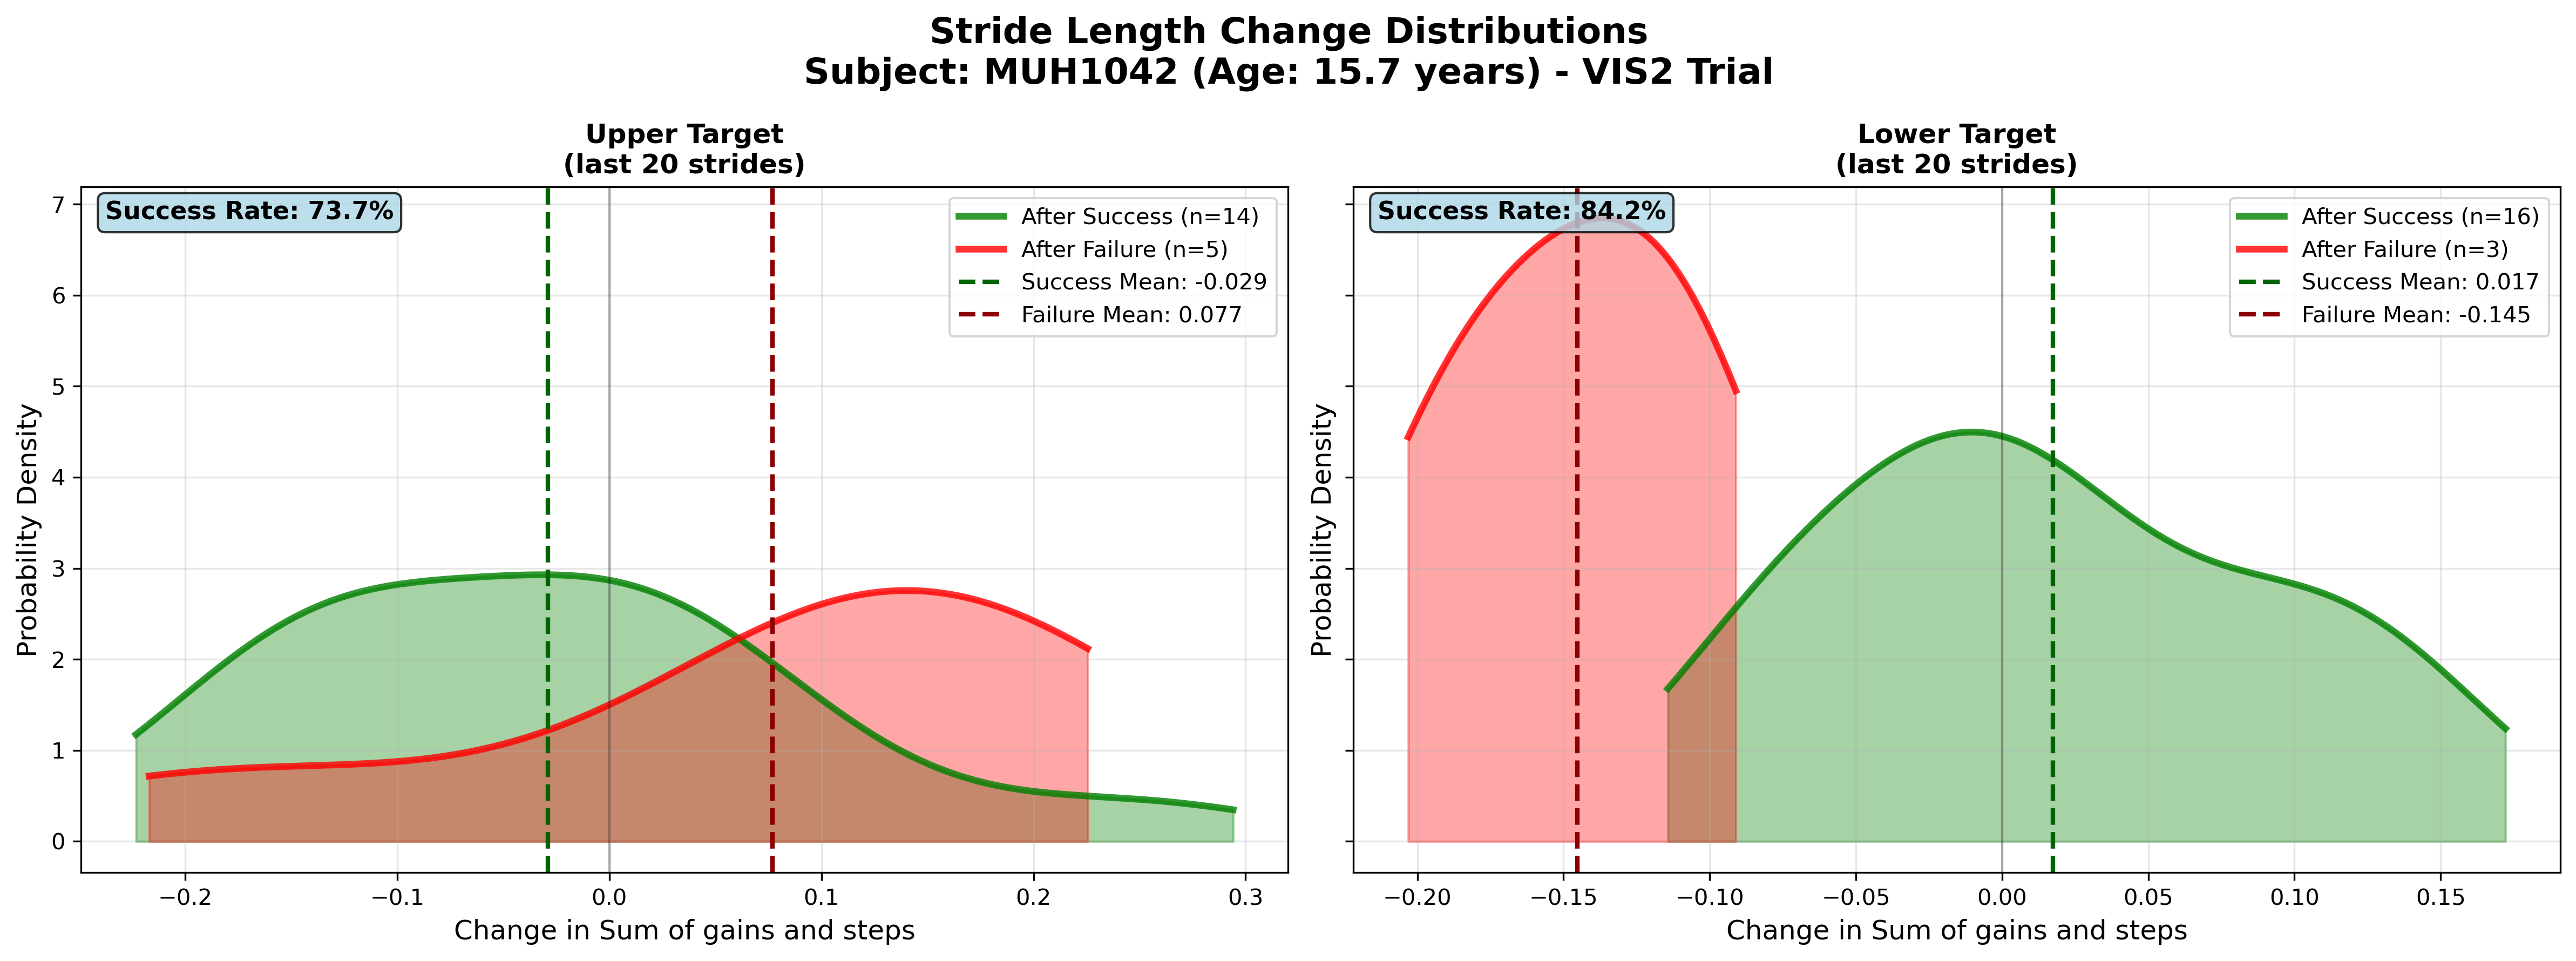 Stride Length Change Distributions
Subject: MUH1042 (Age: 15.7 years) - VIS2 Trial
Upper Target
(last 20 strides)
Success Rate: 73.7%
After Success (n=14)
After Failure (n=5)
Success Mean: -0.029
Failure Mean: 0.077
Probability Density
7
6
5
4
3
2
1
0
−0.2
−0.1
0.0
0.1
0.2
0.3
Change in Sum of gains and steps
Lower Target
(last 20 strides)
Success Rate: 84.2%
After Success (n=16)
After Failure (n=3)
Success Mean: 0.017
Failure Mean: -0.145
Probability Density
−0.20
−0.15
−0.10
−0.05
0.00
0.05
0.10
0.15
Change in Sum of gains and steps